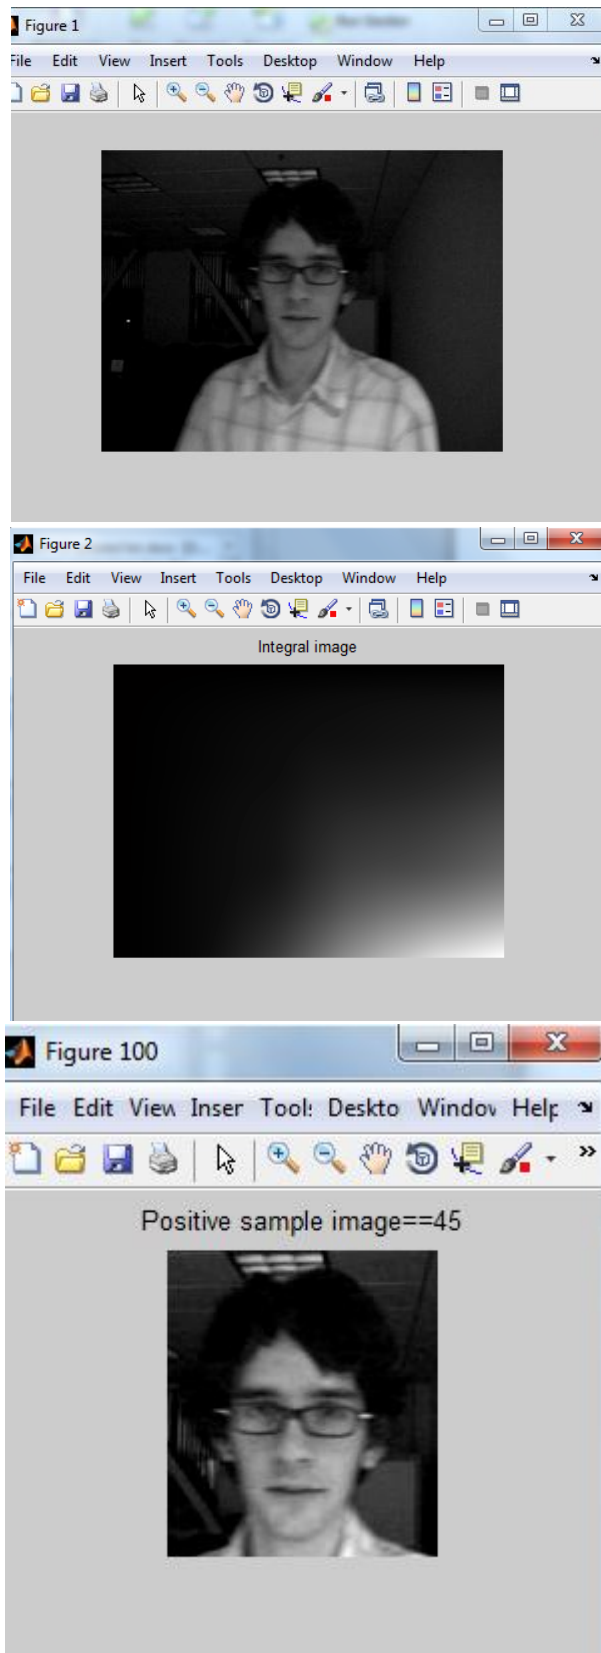 Figure 1
File Edit View Insert Tools Desktop Window Help
Figure 2
File Edit View Insert Tools Desktop Window Help
Integral image
Figure 100
File Edit View Inser Tool: Deskto Windov Help
Positive sample image==45